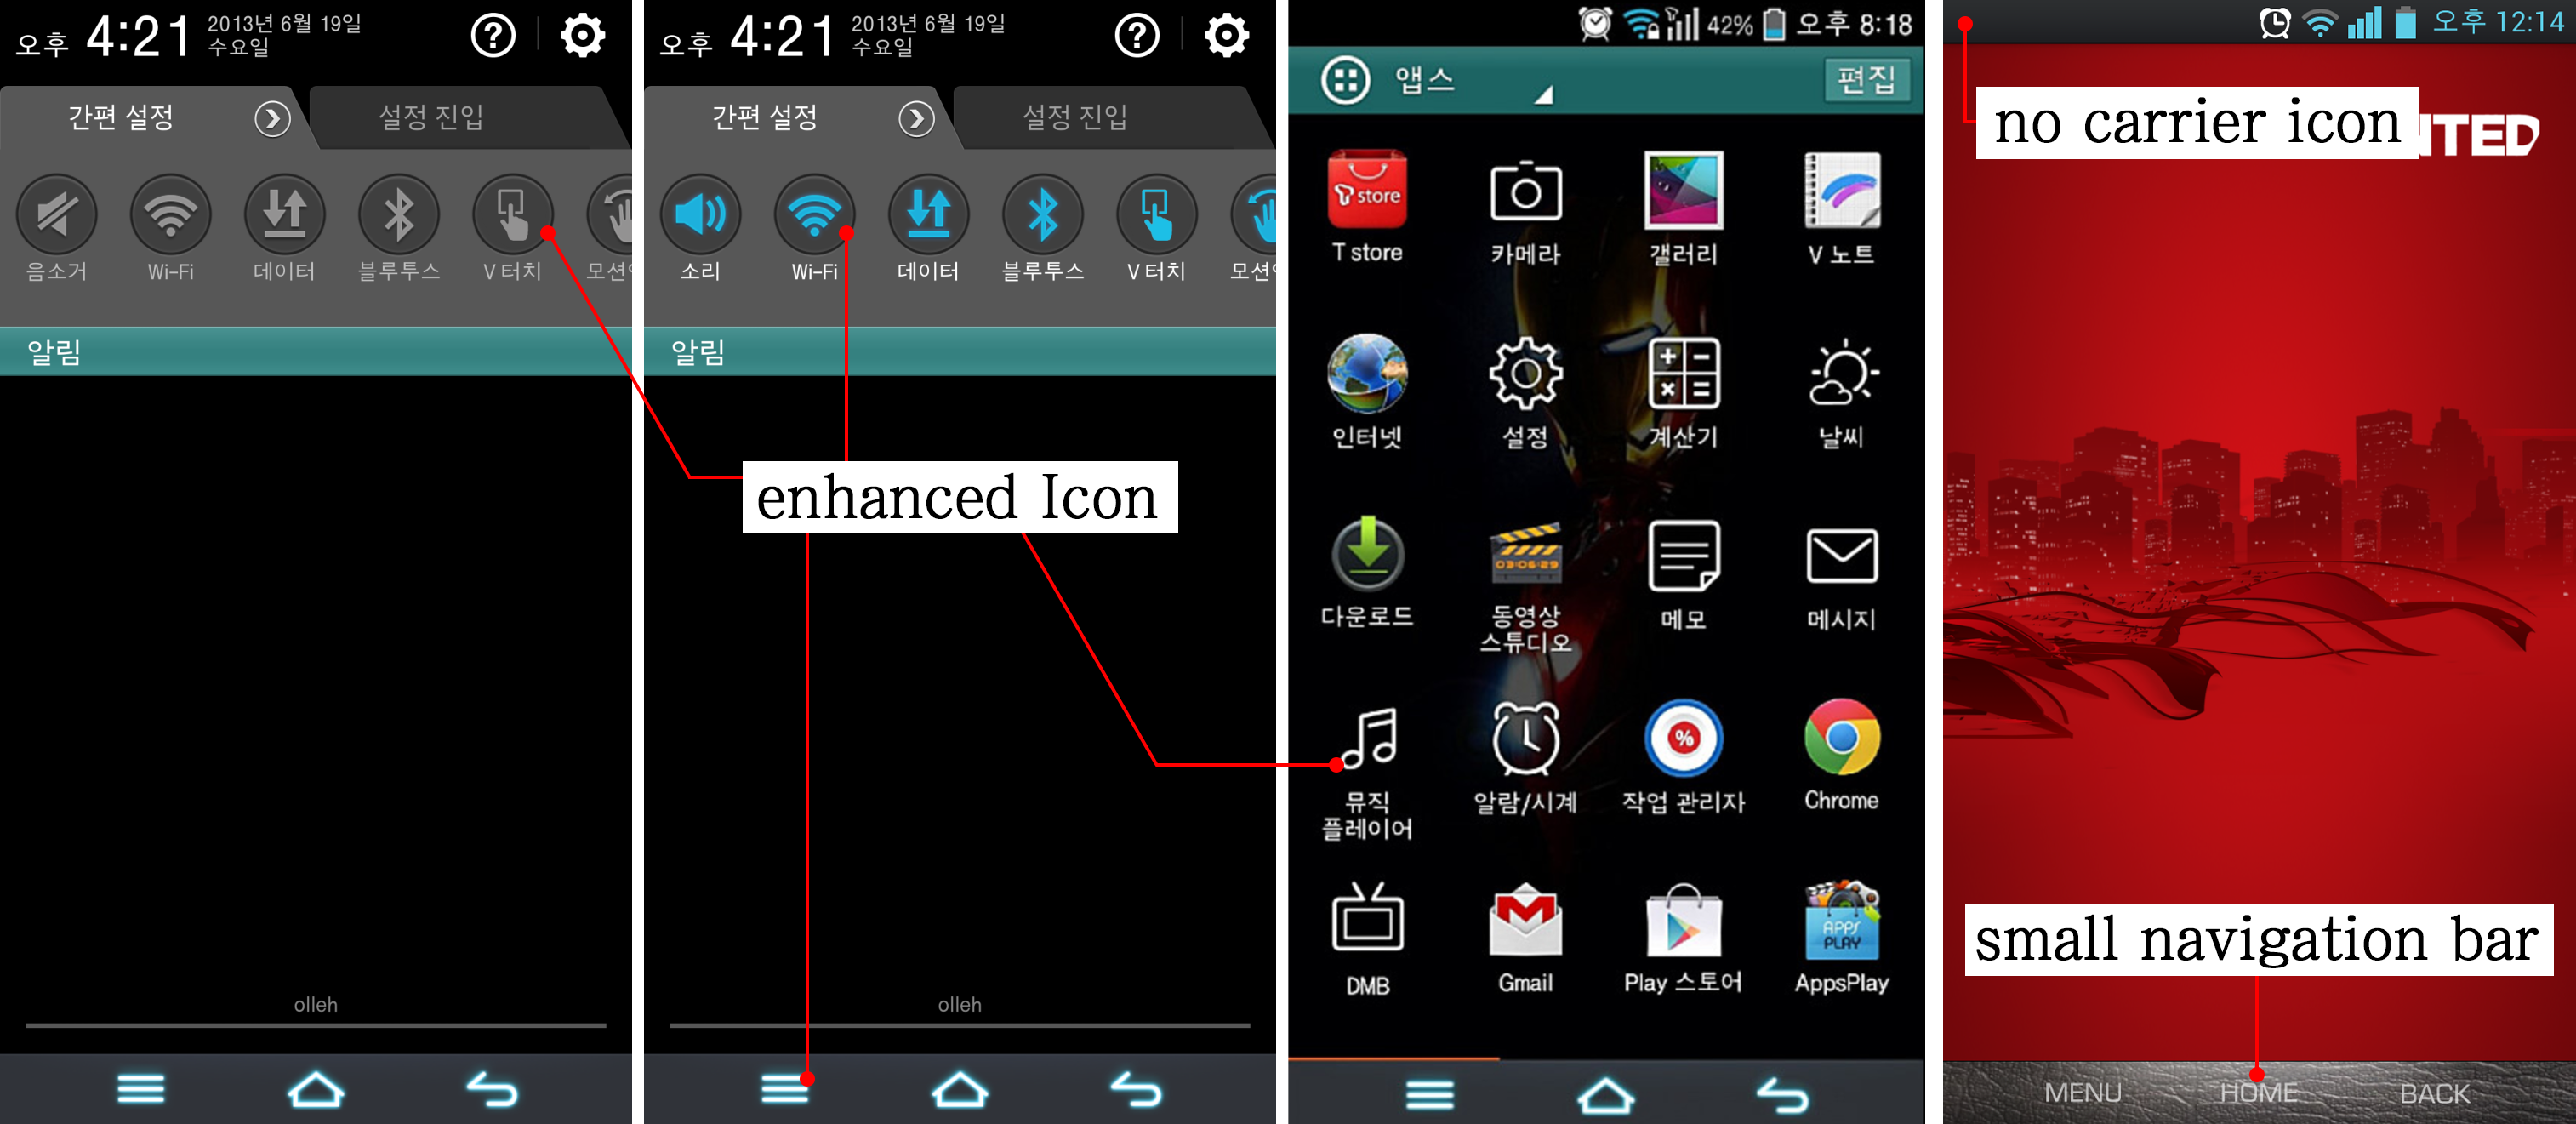 오후 4:21 2013년 6월 19일
수요일
간편 설정 설정 진입
음소거 Wi-Fi 데이터 블루투스 V 터치 모션
알림
olleh
오후 4:21 2013년 6월 19일
수요일
간편 설정 설정 진입
소리 Wi-Fi 데이터 블루투스 V 터치 모션
알림
enhanced Icon
olleh
42% 오후 8:18
앱스 편집
T store
T store 카메라 갤러리 V 노트
인터넷 설정 계산기 날씨
03:06:29
다운로드 동영상 스튜디오 메모 메시지
%
뮤직 플레이어 알람/시계 작업 관리자 Chrome
APPS
PLAY
DMB Gmail Play 스토어 AppsPlay
오후 12:14
no carrier icon
ITED
small navigation bar
MENU HOME BACK